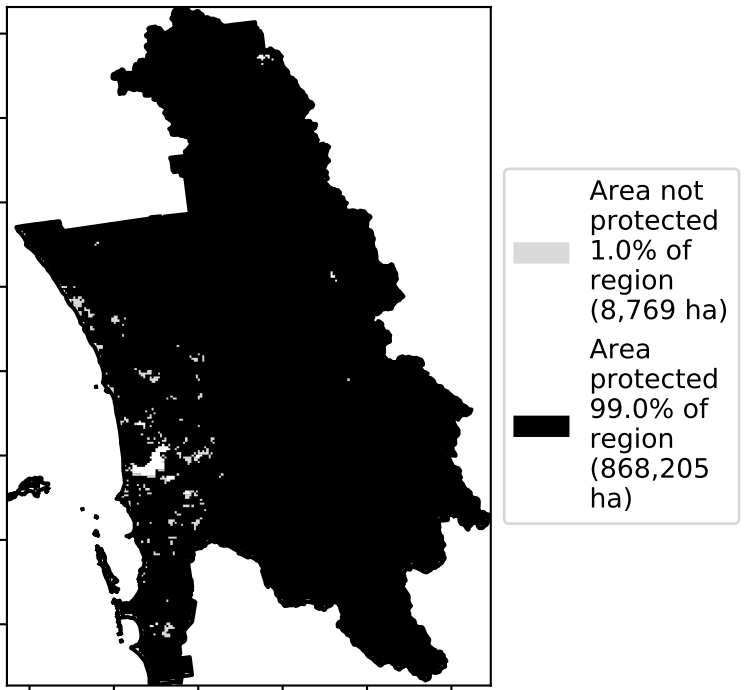 Area not
protected
1.0% of
region
(8,769 ha)
Area
protected
99.0% of
region
(868,205
ha)